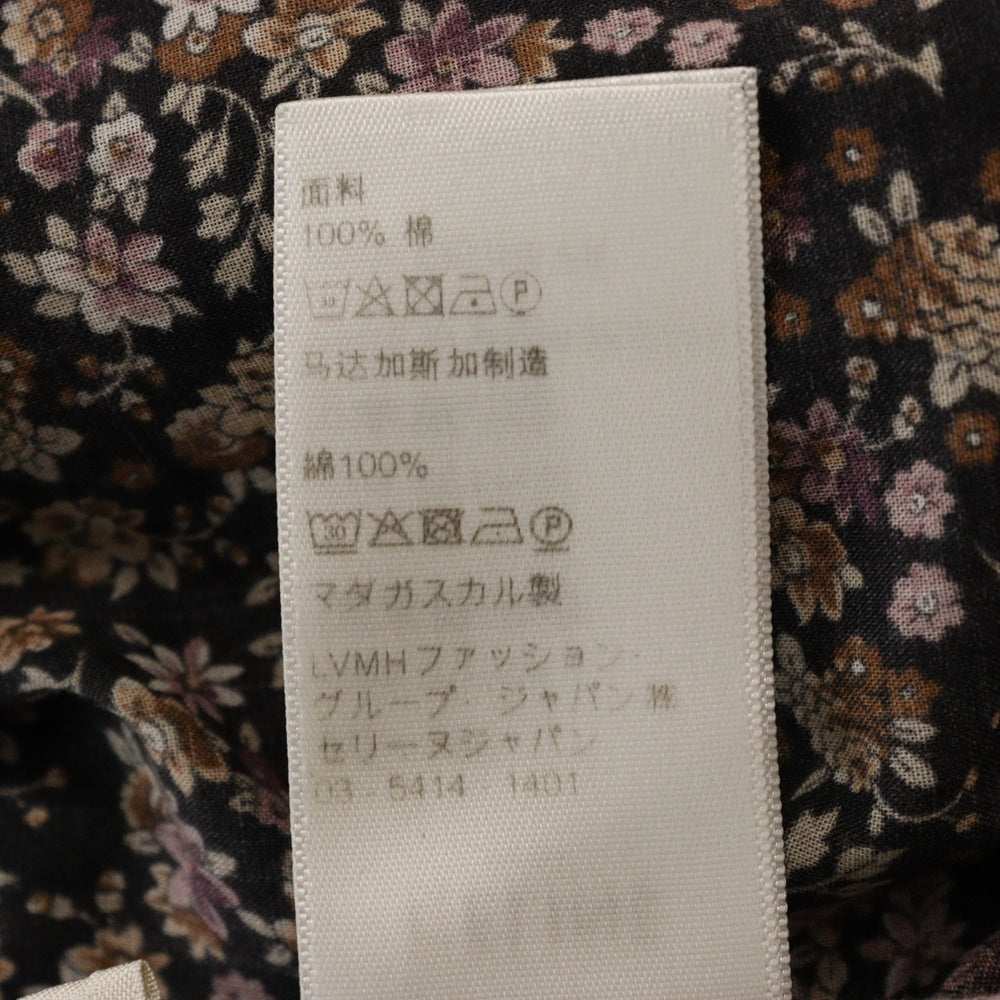 面料
100% 棉
30 P
马达加斯加制造
綿100%
30 P
マダガスカル製
LVMHファッション・
グループ・ジャパン 株
セリーヌジャパン
03 - 5414 - 1401